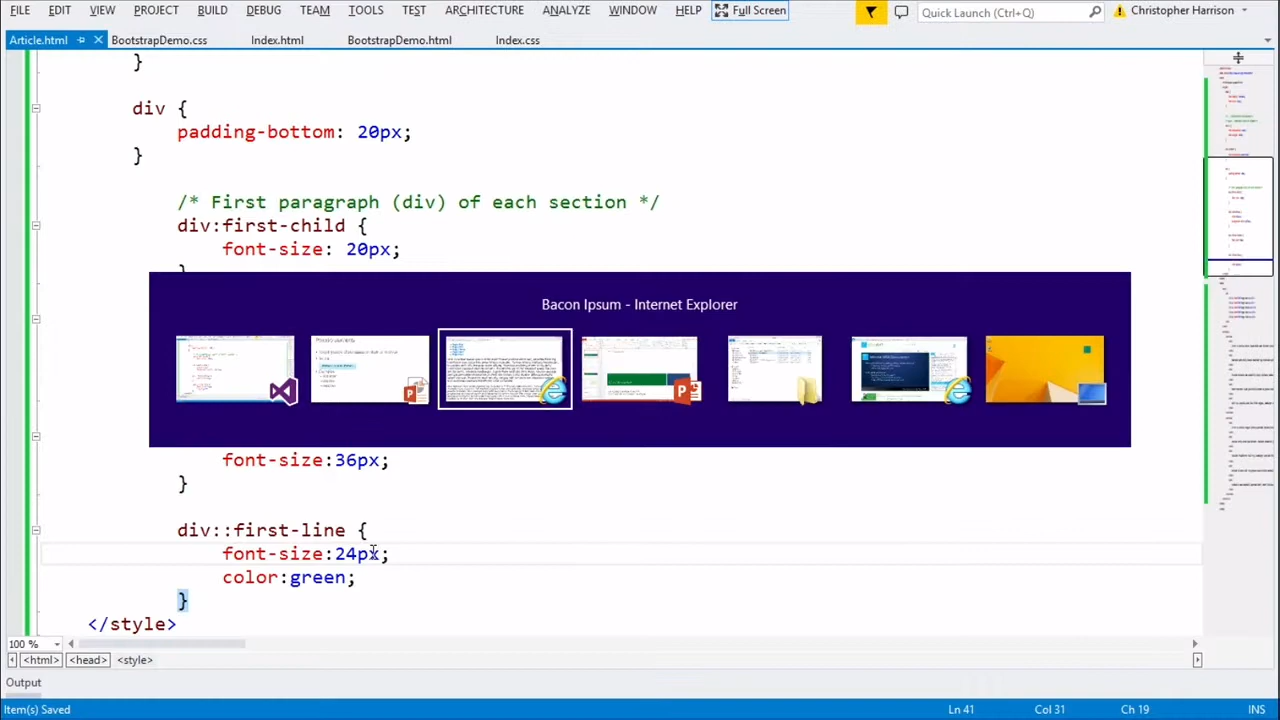 FILE EDIT VIEW PROJECT BUILD DEBUG TEAM TOOLS TEST ARCHITECTURE ANALYZE WINDOW HELP Full Screen Quick Launch (Ctrl+Q) Christopher Harrison
Article.html BootstrapDemo.css Index.html BootstrapDemo.html Index.css
}
div {
padding-bottom: 20px;
}
/* First paragraph (div) of each section */
div:first-child {
font-size: 20px;
}
Bacon Ipsum - Internet Explorer
font-size:36px;
}
div::first-line {
font-size:24px;
color:green;
}
</style>
100 %
<html> <head> <style>
Output
Item(s) Saved Ln 41 Col 31 Ch 19 INS